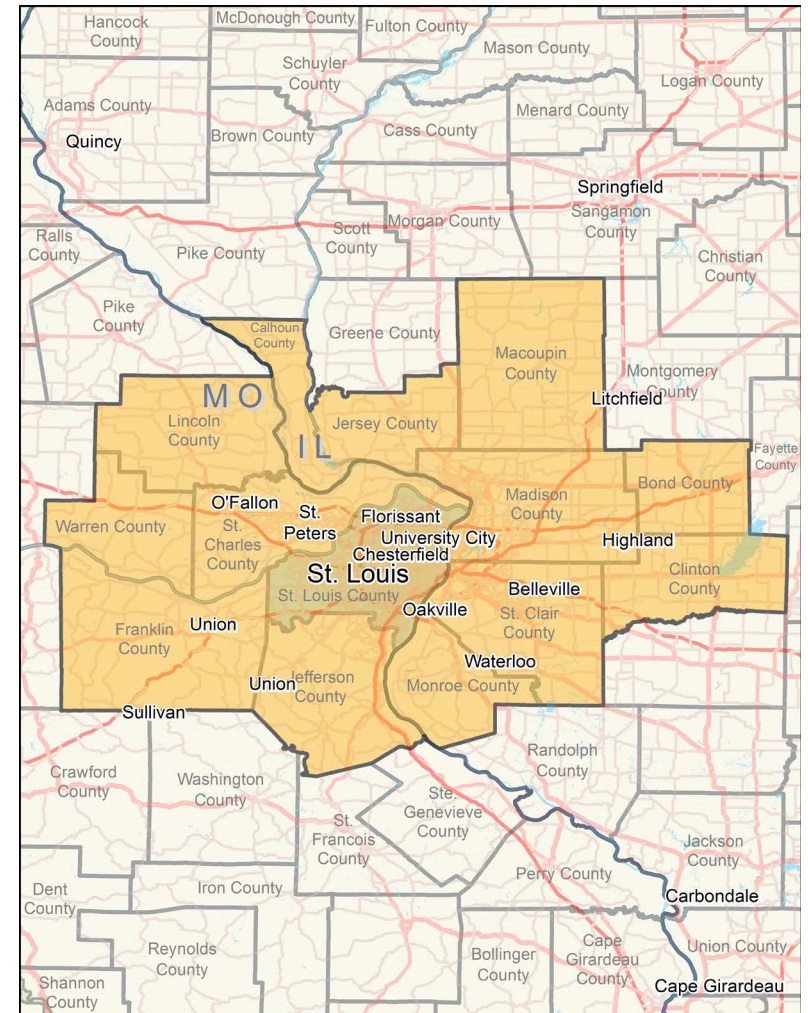 Hancock
County
McDonough County
Fulton County
Mason County
Schuyler
County
Logan County
Adams County
Menard County
Brown County
Cass County
Quincy
Springfield
Sangamon
County
Scott
County
Morgan County
Ralls
County
Pike County
Christian
County
Pike
County
Calhoun
County
Greene County
Macoupin
County
Montgomery
County
MO
Litchfield
Lincoln
County
Jersey County
IL
Fayette
County
Bond County
O'Fallon
St.
Peters
Florissant
Madison
County
Warren County
St.
Charles
County
University City
Highland
Chesterfield
St. Louis
Clinton
County
St. Louis County
Belleville
Oakville
St. Clair
County
Franklin
County
Union
Waterloo
Union
Jefferson
County
Monroe County
Sullivan
Randolph
County
Crawford
County
Washington
County
Ste.
Genevieve
County
St.
Francois
County
Jackson
County
Perry County
Dent
County
Iron County
Carbondale
Reynolds
County
Bollinger
County
Cape
Girardeau
County
Union County
Shannon
County
Cape Girardeau